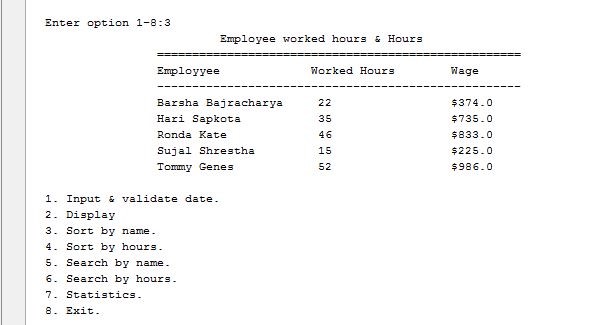 Enter option 1-8:3
Employee worked hours & Hours
Employyee Worked Hours Wage
Barsha Bajracharya 22 $374.0
Hari Sapkota 35 $735.0
Ronda Kate 46 $833.0
Sujal Shrestha 15 $225.0
Tommy Genes 52 $986.0
1. Input & validate date.
2. Display
3. Sort by name.
4. Sort by hours.
5. Search by name.
6. Search by hours.
7. Statistics.
8. Exit.